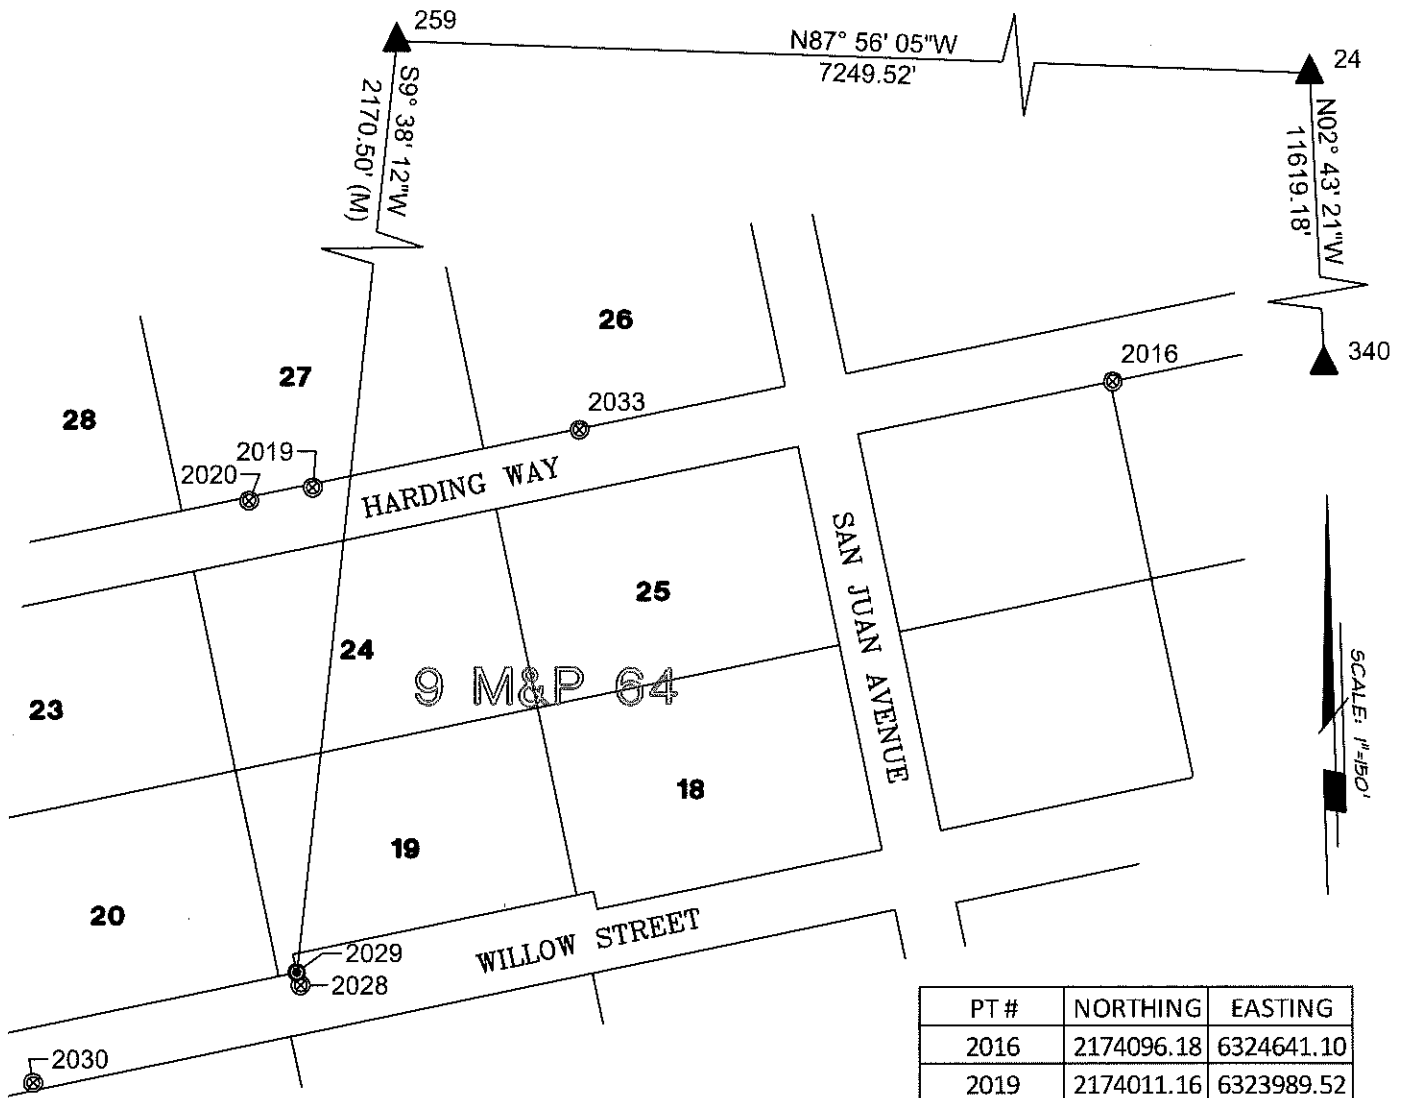 259
N87° 56' 05"W
7249.52'
24
S9° 38' 12"W
2170.50' (M)
N02° 43' 21"W
11619.18'
340
26
2016
27
28
2033
2019
2020
HARDING WAY
SAN JUAN AVENUE
25
24
9 M&P 64
23
SCALE: 1"=150'
18
19
20
WILLOW STREET
2029
2028
2030
PT # NORTHING EASTING
2016 2174096.18 6324641.10
2019 2174011.16 6323989.52